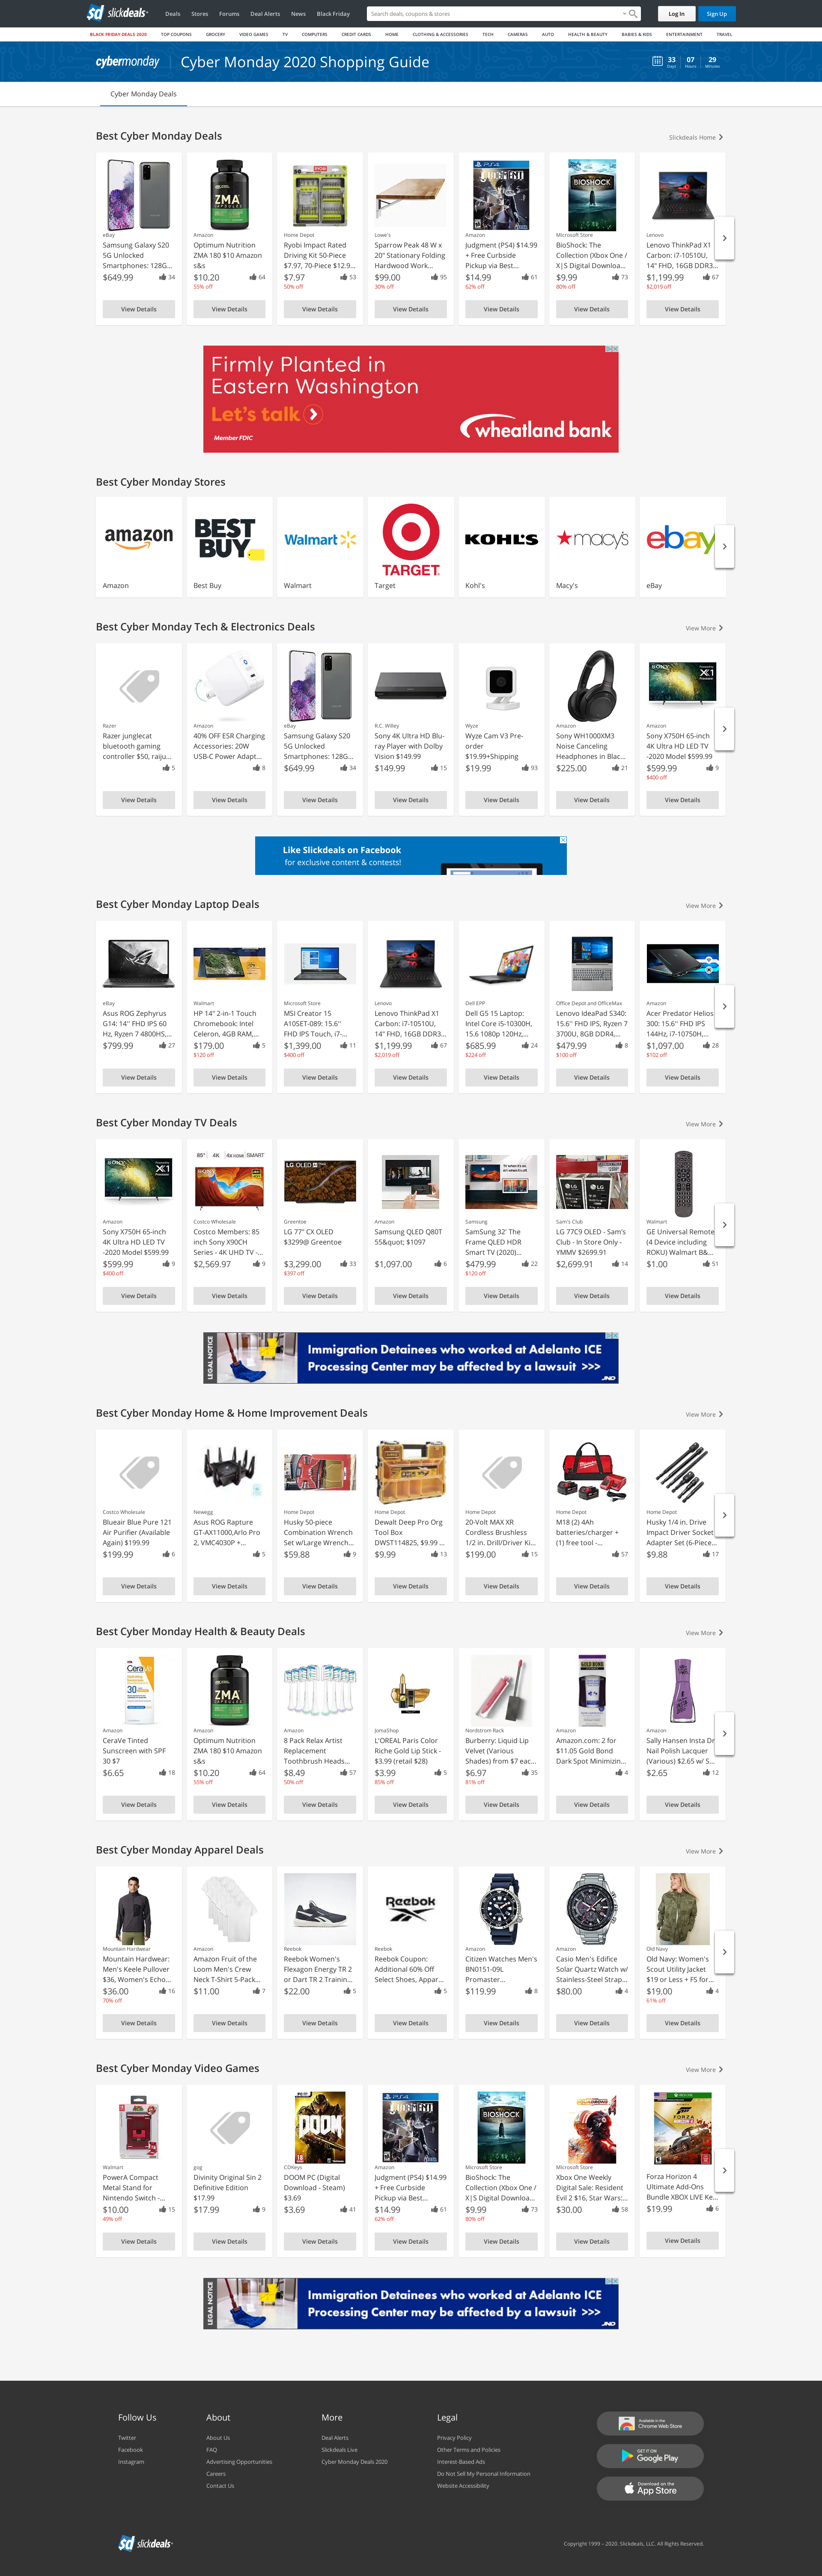 slickdeals
Deals Stores Forums Deal Alerts News Black Friday
Search deals, coupons & stores
Log In
Sign Up
BLACK FRIDAY DEALS 2020 TOP COUPONS GROCERY VIDEO GAMES TV COMPUTERS CREDIT CARDS HOME CLOTHING & ACCESSORIES TECH CAMERAS AUTO HEALTH & BEAUTY BABIES & KIDS ENTERTAINMENT TRAVEL
cybermonday
Cyber Monday 2020 Shopping Guide
33 07 29
Days Hours Minutes
Cyber Monday Deals
Best Cyber Monday Deals
Slickdeals Home
eBay
Samsung Galaxy S20
5G Unlocked
Smartphones: 128G...
$649.99 34
View Details
Amazon
Optimum Nutrition
ZMA 180 $10 Amazon
s&s
$10.20 64
55% off
View Details
Home Depot
Ryobi Impact Rated
Driving Kit 50-Piece
$7.97, 70-Piece $12.9...
$7.97 53
50% off
View Details
Lowe's
Sparrow Peak 48 W x
20" Stationary Folding
Hardwood Work...
$99.00 95
30% off
View Details
Amazon
Judgment (PS4) $14.99
+ Free Curbside
Pickup via Best...
$14.99 61
62% off
View Details
Microsoft Store
BioShock: The
Collection (Xbox One /
X|S Digital Downloa...
$9.99 73
80% off
View Details
Lenovo
Lenovo ThinkPad X1
Carbon: i7-10510U,
14" FHD, 16GB DDR3...
$1,199.99 67
$2,019 off
View Details
Firmly Planted in
Eastern Washington
Let's talk
Member FDIC
wheatland bank
Best Cyber Monday Stores
amazon
Amazon
BEST BUY
Best Buy
Walmart
Walmart
TARGET
Target
KOHL'S
Kohl's
macy's
Macy's
ebay
eBay
Best Cyber Monday Tech & Electronics Deals
View More
Razer
Razer junglecat
bluetooth gaming
controller $50, raiju...
5
View Details
Amazon
40% OFF ESR Charging
Accessories: 20W
USB-C Power Adapt...
8
View Details
eBay
Samsung Galaxy S20
5G Unlocked
Smartphones: 128G...
$649.99 34
View Details
R.C. Willey
Sony 4K Ultra HD Blu-
ray Player with Dolby
Vision $149.99
$149.99 15
View Details
Wyze
Wyze Cam V3 Pre-
order
$19.99+Shipping
$19.99 93
View Details
Amazon
Sony WH1000XM3
Noise Canceling
Headphones in Blac...
$225.00 21
View Details
Amazon
Sony X750H 65-inch
4K Ultra HD LED TV
-2020 Model $599.99
$599.99 9
$400 off
View Details
Like Slickdeals on Facebook
for exclusive content & contests!
Best Cyber Monday Laptop Deals
View More
eBay
Asus ROG Zephyrus
G14: 14'' FHD IPS 60
Hz, Ryzen 7 4800HS,...
$799.99 27
View Details
Walmart
HP 14" 2-in-1 Touch
Chromebook: Intel
Celeron, 4GB RAM,...
$179.00 5
$120 off
View Details
Microsoft Store
MSI Creator 15
A10SET-089: 15.6''
FHD IPS Touch, i7-...
$1,399.00 11
$400 off
View Details
Lenovo
Lenovo ThinkPad X1
Carbon: i7-10510U,
14" FHD, 16GB DDR3...
$1,199.99 67
$2,019 off
View Details
Dell EPP
Dell G5 15 Laptop:
Intel Core i5-10300H,
15.6 1080p 120Hz,...
$685.99 24
$224 off
View Details
Office Depot and OfficeMax
Lenovo IdeaPad S340:
15.6'' FHD IPS, Ryzen 7
3700U, 8GB DDR4,...
$479.99 8
$100 off
View Details
Amazon
Acer Predator Helios
300: 15.6'' FHD IPS
144Hz, i7-10750H,...
$1,097.00 28
$102 off
View Details
Best Cyber Monday TV Deals
View More
Amazon
Sony X750H 65-inch
4K Ultra HD LED TV
-2020 Model $599.99
$599.99 9
$400 off
View Details
Costco Wholesale
Costco Members: 85
inch Sony X90CH
Series - 4K UHD TV -...
$2,569.97 9
View Details
Greentoe
LG 77" CX OLED
$3299@ Greentoe
$3,299.00 33
$397 off
View Details
Amazon
Samsung QLED Q80T
55&quot; $1097
$1,097.00 6
View Details
Samsung
SamSung 32' The
Frame QLED HDR
Smart TV (2020)...
$479.99 22
$120 off
View Details
Sam's Club
LG 77C9 OLED - Sam's
Club - In Store Only -
YMMV $2699.91
$2,699.91 14
View Details
Walmart
GE Universal Remote
(4 Device including
ROKU) Walmart B&...
$1.00 51
View Details
LEGAL NOTICE
Immigration Detainees who worked at Adelanto ICE
Processing Center may be affected by a lawsuit >>>
JND
Best Cyber Monday Home & Home Improvement Deals
View More
Costco Wholesale
Blueair Blue Pure 121
Air Purifier (Available
Again) $199.99
$199.99 6
View Details
Newegg
Asus ROG Rapture
GT-AX11000,Arlo Pro
2, VMC4030P +...
5
View Details
Home Depot
Husky 50-piece
Combination Wrench
Set w/Large Wrench...
$59.88 9
View Details
Home Depot
Dewalt Deep Pro Org
Tool Box
DWST114825, $9.99 ...
$9.99 13
View Details
Home Depot
20-Volt MAX XR
Cordless Brushless
1/2 in. Drill/Driver Ki...
$199.00 15
View Details
Home Depot
M18 (2) 4Ah
batteries/charger +
(1) free tool -...
57
View Details
Home Depot
Husky 1/4 in. Drive
Impact Driver Socket
Adapter Set (6-Piece...
$9.88 17
View Details
Best Cyber Monday Health & Beauty Deals
View More
Amazon
CeraVe Tinted
Sunscreen with SPF
30 $7
$6.65 18
View Details
Amazon
Optimum Nutrition
ZMA 180 $10 Amazon
s&s
$10.20 64
55% off
View Details
Amazon
8 Pack Relax Artist
Replacement
Toothbrush Heads...
$8.49 57
50% off
View Details
JomaShop
L'OREAL Paris Color
Riche Gold Lip Stick -
$3.99 (retail $28)
$3.99 5
85% off
View Details
Nordstrom Rack
Burberry: Liquid Lip
Velvet (Various
Shades) from $7 eac...
$6.97 35
81% off
View Details
Amazon
Amazon.com: 2 for
$11.05 Gold Bond
Dark Spot Minimizin...
4
View Details
Amazon
Sally Hansen Insta Dr
Nail Polish Lacquer
(Various) $2.65 w/ S...
$2.65 12
View Details
Best Cyber Monday Apparel Deals
View More
Mountain Hardwear
Mountain Hardwear:
Men's Keele Pullover
$36, Women's Echo...
$36.00 16
70% off
View Details
Amazon
Amazon Fruit of the
Loom Men's Crew
Neck T-Shirt 5-Pack...
$11.00 7
View Details
Reebok
Reebok Women's
Flexagon Energy TR 2
or Dart TR 2 Trainin...
$22.00 5
View Details
Reebok
Reebok
Reebok Coupon:
Additional 60% Off
Select Shoes, Appar...
5
View Details
Amazon
Citizen Watches Men's
BN0151-09L
Promaster...
$119.99 8
View Details
Amazon
Casio Men's Edifice
Solar Quartz Watch w/
Stainless-Steel Strap...
$80.00 4
View Details
Old Navy
Old Navy: Women's
Scout Utility Jacket
$19 or Less + FS for...
$19.00 4
61% off
View Details
Best Cyber Monday Video Games
View More
Walmart
PowerA Compact
Metal Stand for
Nintendo Switch -...
$10.00 15
49% off
View Details
gog
Divinity Original Sin 2
Definitive Edition
$17.99
$17.99 9
View Details
CDKeys
DOOM PC (Digital
Download - Steam)
$3.69
$3.69 41
View Details
Amazon
Judgment (PS4) $14.99
+ Free Curbside
Pickup via Best...
$14.99 61
62% off
View Details
Microsoft Store
BioShock: The
Collection (Xbox One /
X|S Digital Downloa...
$9.99 73
80% off
View Details
Microsoft Store
Xbox One Weekly
Digital Sale: Resident
Evil 2 $16, Star Wars:...
$30.00 58
View Details
Forza Horizon 4
Ultimate Add-Ons
Bundle XBOX LIVE Ke...
$19.99 6
View Details
LEGAL NOTICE
Immigration Detainees who worked at Adelanto ICE
Processing Center may be affected by a lawsuit >>>
JND
Follow Us
Twitter
Facebook
Instagram
About
About Us
FAQ
Advertising Opportunities
Careers
Contact Us
More
Deal Alerts
Slickdeals Live
Cyber Monday Deals 2020
Legal
Privacy Policy
Other Terms and Policies
Interest-Based Ads
Do Not Sell My Personal Information
Website Accessibility
Available in the
Chrome Web Store
GET IT ON
Google Play
Download on the
App Store
slickdeals
Copyright 1999 – 2020. Slickdeals, LLC. All Rights Reserved.